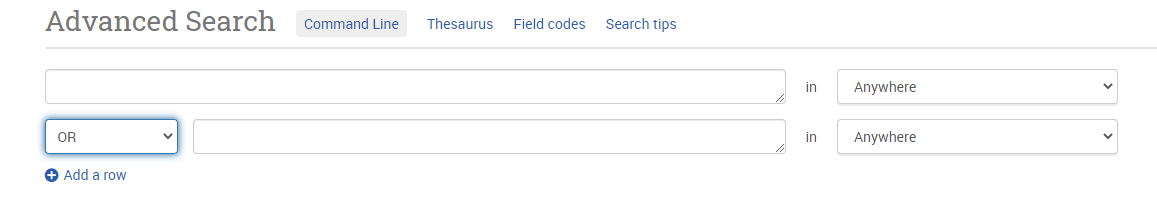 Advanced Search Command Line Thesaurus Field codes Search tips
in Anywhere
OR in Anywhere
Add a row